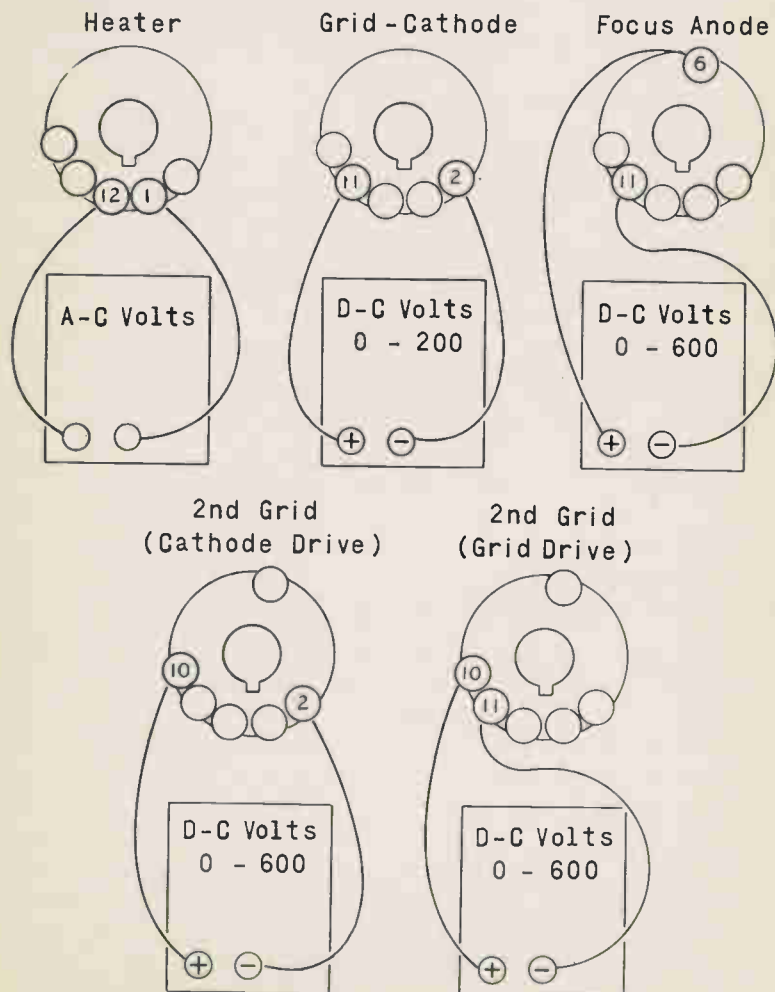 Heater
Grid-Cathode
Focus Anode
12 1
11 2
6
11
A-C Volts
D-C Volts
0 - 200
D-C Volts
0 - 600
+ -
+ -
2nd Grid
(Cathode Drive)
2nd Grid
(Grid Drive)
10
2
10
11
D-C Volts
0 - 600
D-C Volts
0 - 600
+ -
+ -